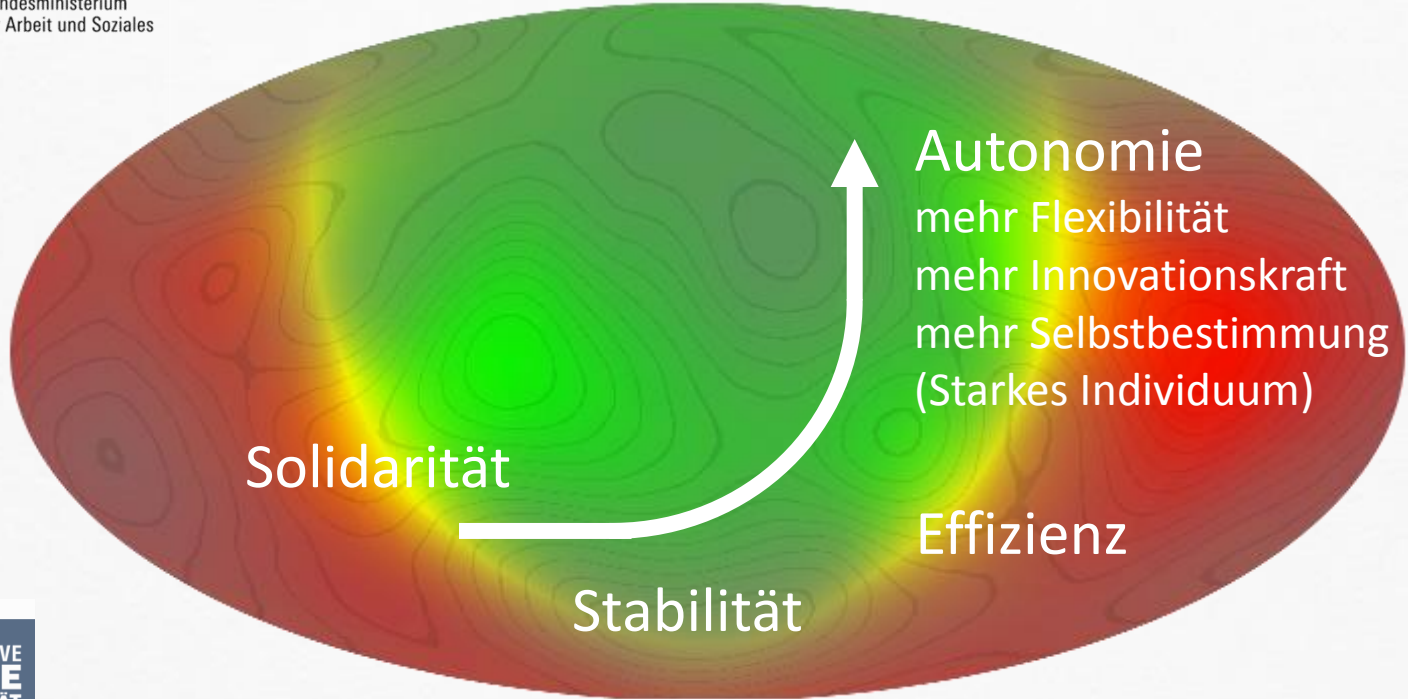 Arbeit und Soziales
Autonomie
mehr Flexibilität
mehr Innovationskraft
mehr Selbstbestimmung
(Starkes Individuum)
Solidarität
Effizienz
Stabilität